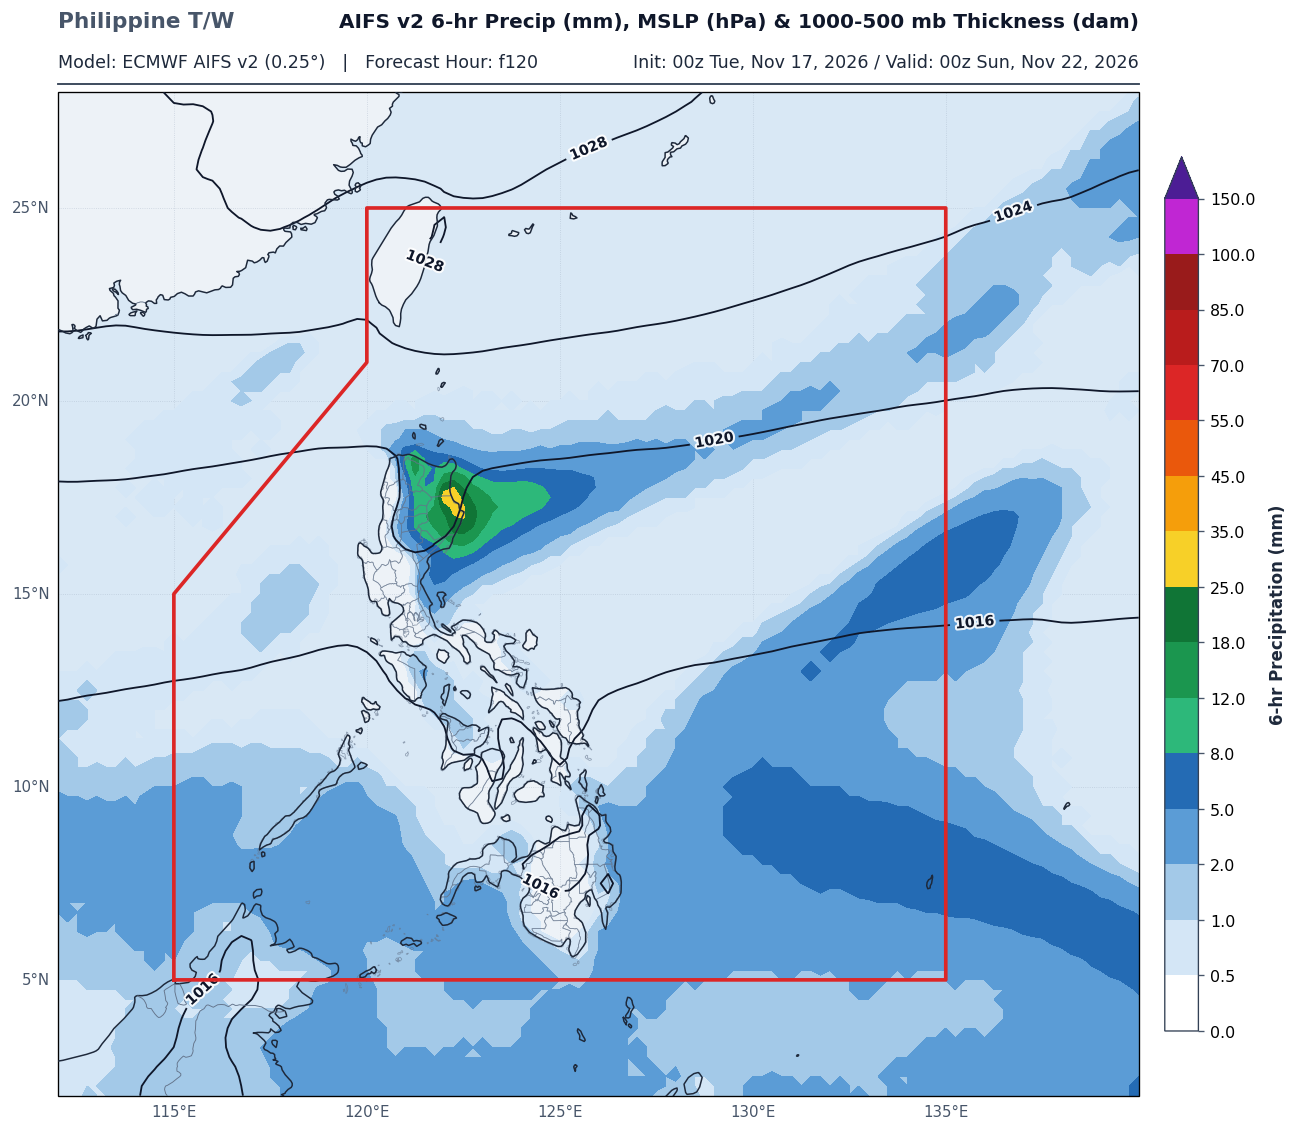 Philippine T/W
AIFS v2 6-hr Precip (mm), MSLP (hPa) & 1000-500 mb Thickness (dam)
Model: ECMWF AIFS v2 (0.25°) | Forecast Hour: f120
Init: 00z Tue, Nov 17, 2026 / Valid: 00z Sun, Nov 22, 2026
1028
1024
1028
1020
1016
1016
1016
25°N
20°N
15°N
10°N
5°N
115°E
120°E
125°E
130°E
135°E
150.0
100.0
85.0
70.0
55.0
45.0
35.0
25.0
18.0
12.0
8.0
5.0
2.0
1.0
0.5
0.0
6-hr Precipitation (mm)